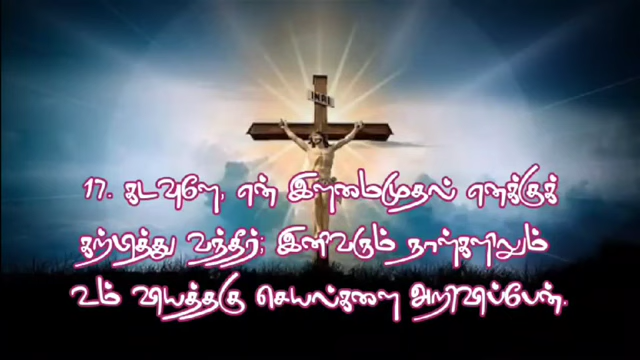 INRI
17. கடவுளே, என் இளமைமுதல் எனக்குக்
கற்பித்து வந்தீர்; இனிவரும் நாள்களிலும்
உம் வியத்தகு செயல்களை அறிவிப்பேன்.